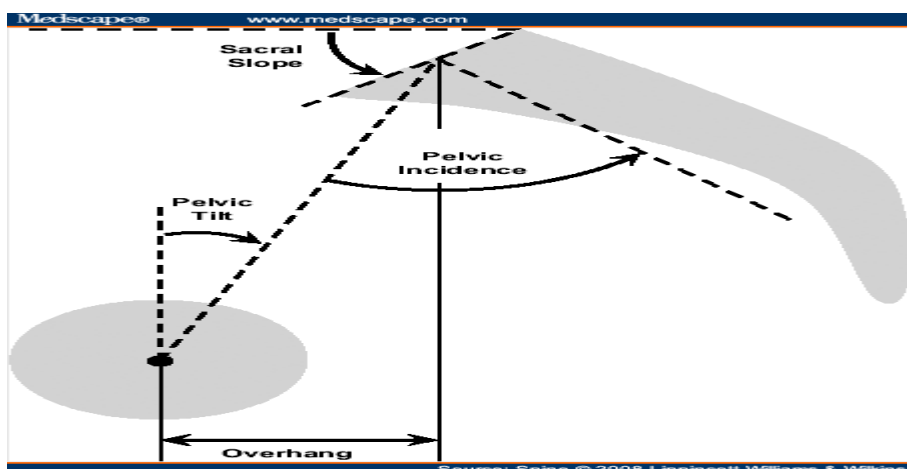 Medscape® www.medscape.com
Sacral
Slope
Pelvic
Incidence
Pelvic
Tilt
Overhang
Source: Spine © 2008 Lippincott Williams & Wilkins